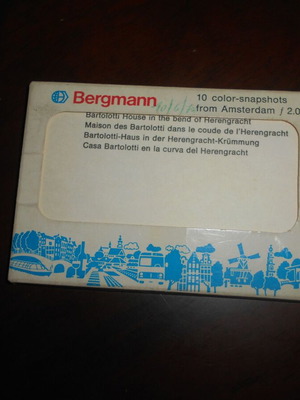 Bergmann
10 color-snapshots
from Amsterdam f 2.0
Bartolotti House in the bend of Herengracht
Maison des Bartolotti dans le coude de l'Herengracht
Bartolotti-Haus in der Herengracht-Krümmung
Casa Bartolotti en la curva del Herengracht